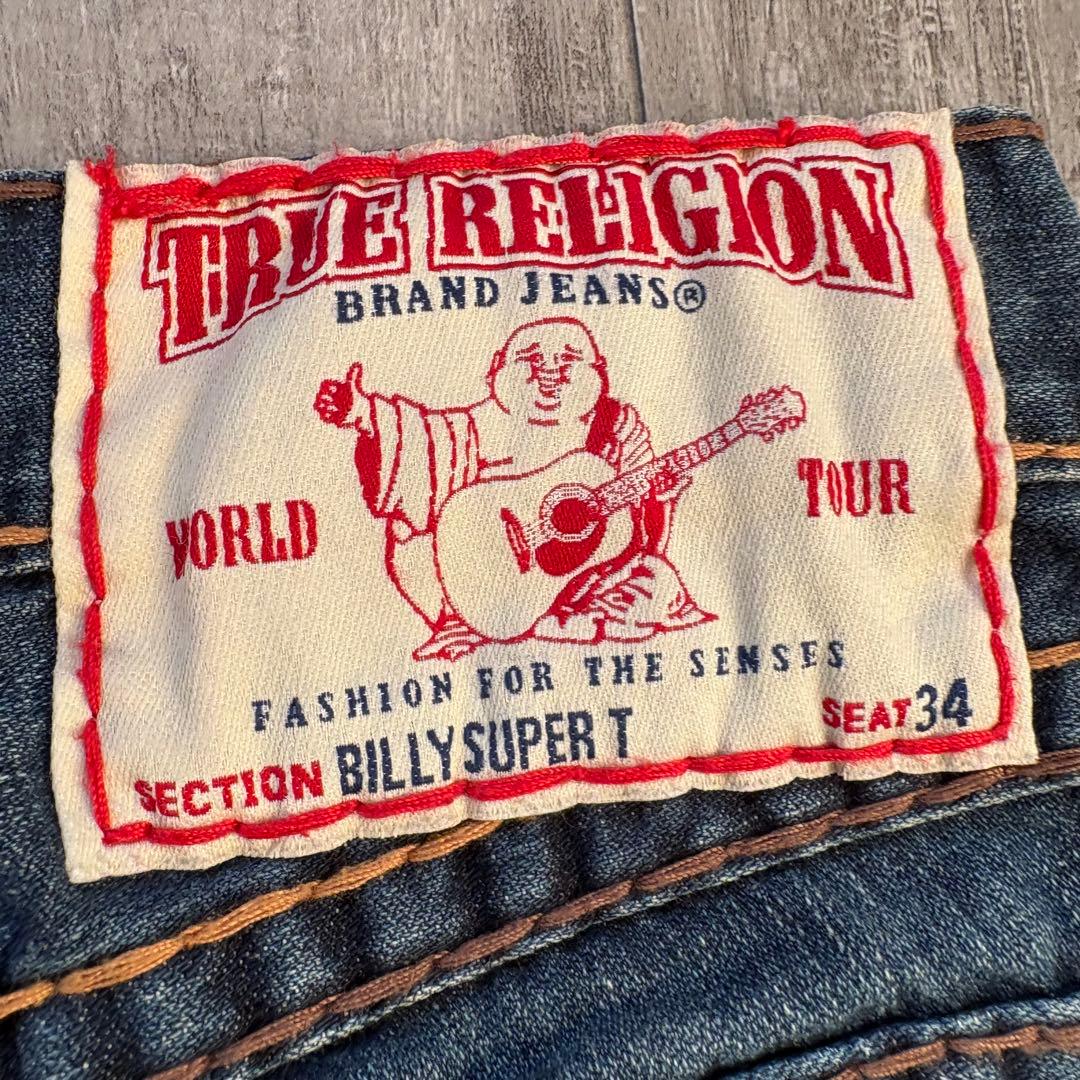 TRUE RELIGION
BRAND JEANS®
WORLD TOUR
FASHION FOR THE SENSES
SECTION BILLY SUPER T SEAT 34